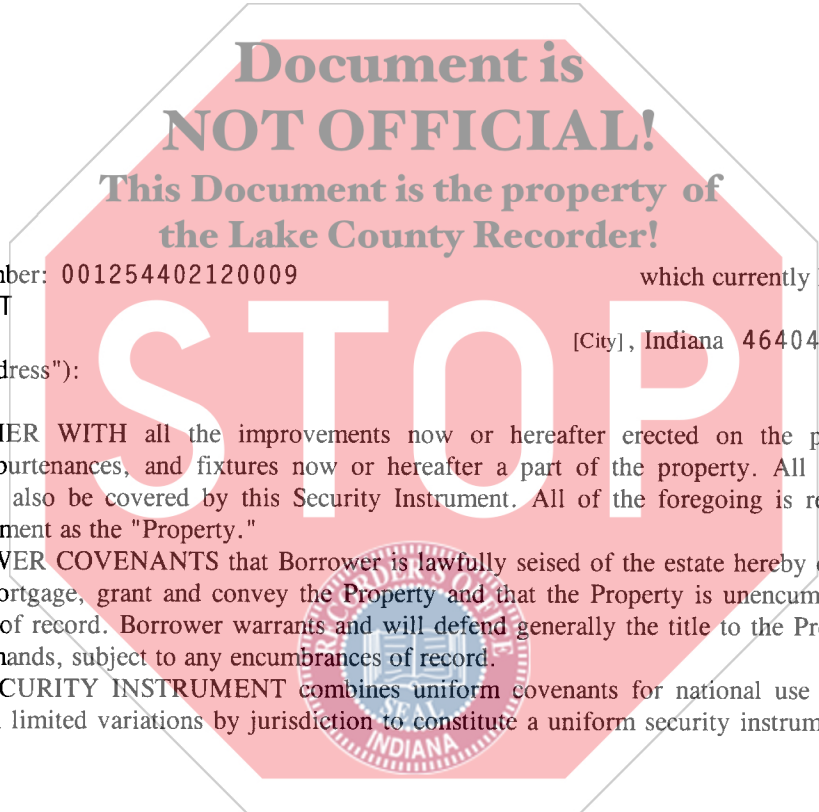 Document is
NOT OFFICIAL!
This Document is the property of
the Lake County Recorder!
nber: 001254402120009 which currently
T
[City], Indiana 46404
dress"):
STOP
IER WITH all the improvements now or hereafter erected on the p
purtenances, and fixtures now or hereafter a part of the property. All
also be covered by this Security Instrument. All of the foregoing is re
ment as the "Property."
WER COVENANTS that Borrower is lawfully seised of the estate hereby
ortgage, grant and convey the Property and that the Property is unencum
of record. Borrower warrants and will defend generally the title to the Pro
nands, subject to any encumbrances of record.
CURITY INSTRUMENT combines uniform covenants for national use
limited variations by jurisdiction to constitute a uniform security instrum
RECORDER'S OFFICE
SEAL
INDIANA